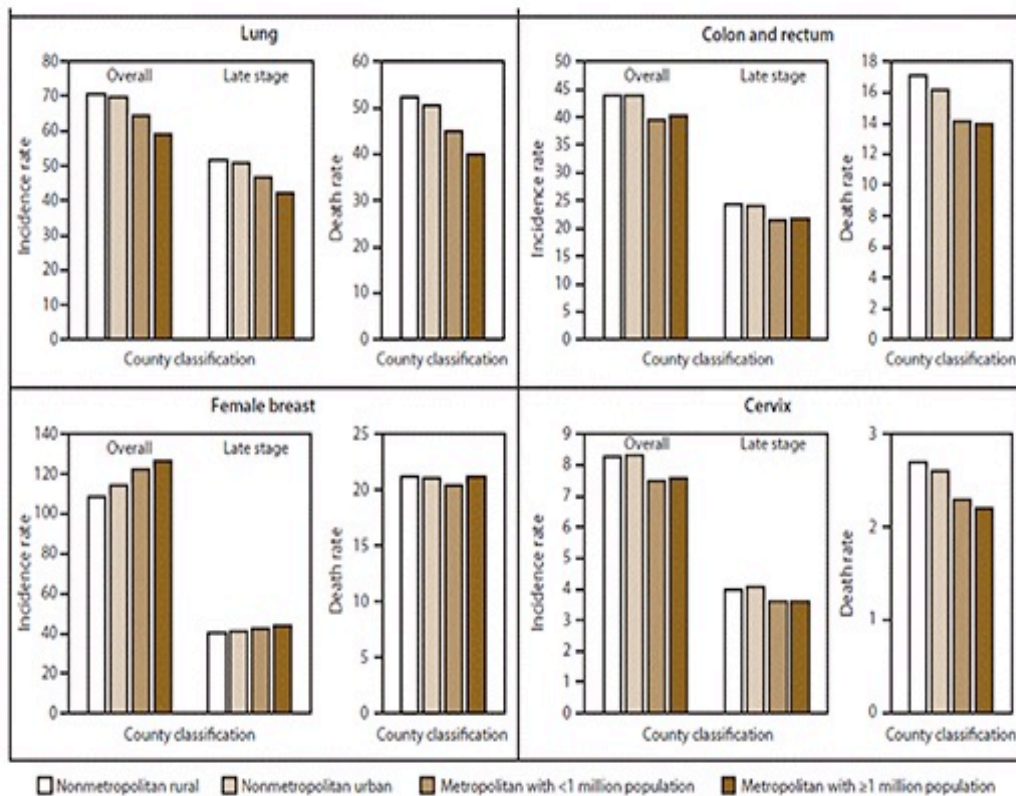 Lung
80
70
60
50
40
30
20
10
0
Incidence rate
Overall
Late stage
60
50
40
30
20
10
0
Death rate
County classification
Colon and rectum
50
45
40
35
30
25
20
15
10
5
0
Incidence rate
Overall
Late stage
18
16
14
12
10
8
6
4
2
0
Death rate
County classification
County classification
Female breast
140
120
100
80
60
40
20
0
Incidence rate
Overall
Late stage
25
20
15
10
5
0
Death rate
County classification
Cervix
9
8
7
6
5
4
3
2
1
0
Incidence rate
Overall
Late stage
3
2
1
0
Death rate
County classification
County classification
Nonmetropolitan rural
Nonmetropolitan urban
Metropolitan with <1 million population
Metropolitan with ≥1 million population